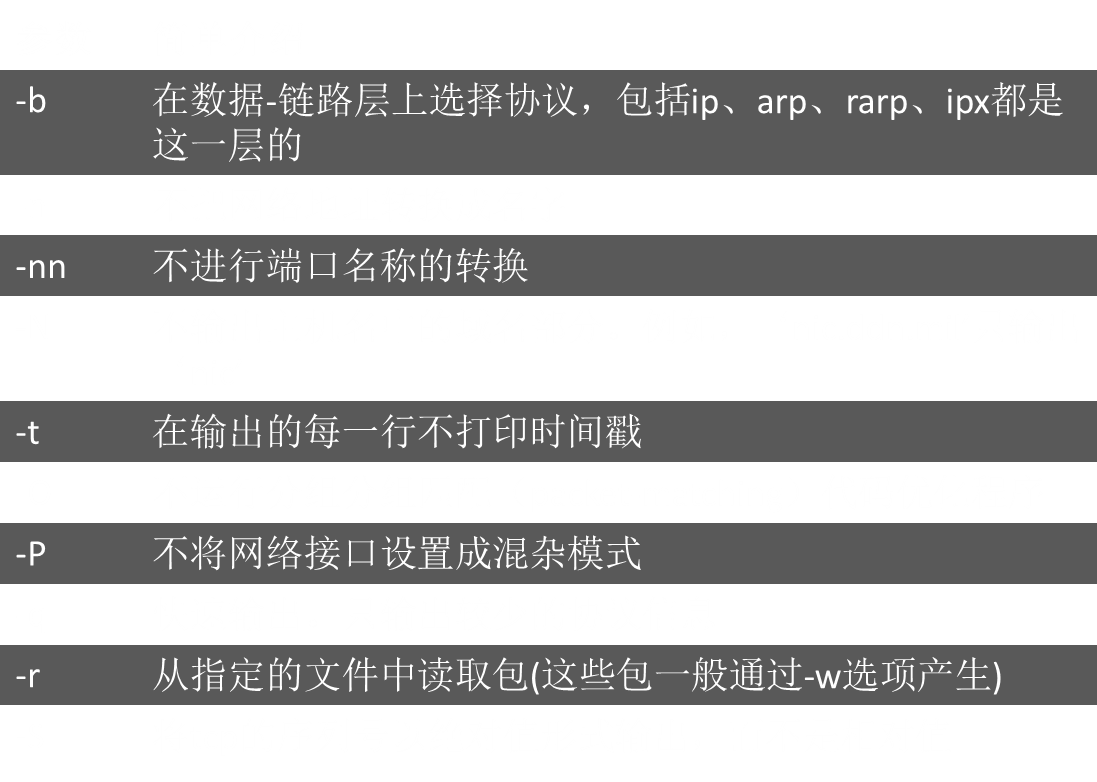 -b 在数据-链路层上选择协议，包括ip、arp、rarp、ipx都是
这一层的
-nn 不进行端口名称的转换
-t 在输出的每一行不打印时间戳
-P 不将网络接口设置成混杂模式
-r 从指定的文件中读取包(这些包一般通过-w选项产生)